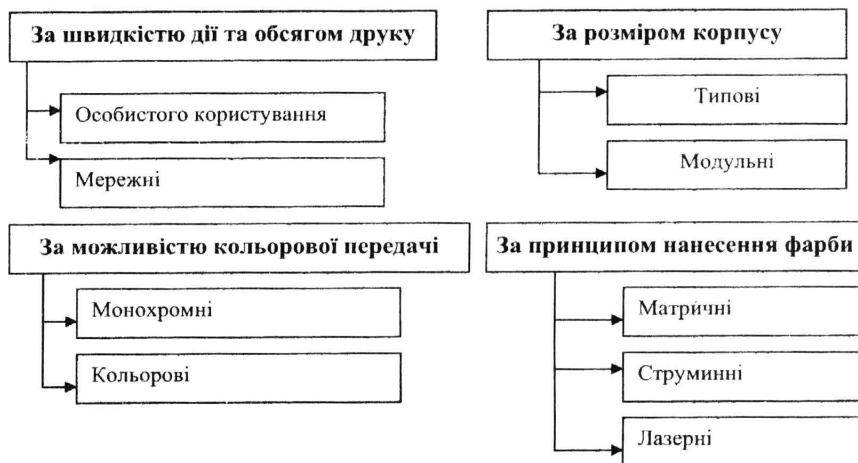 За швидкістю дії та обсягом друку
Особистого користування
Мережні
За розміром корпусу
Типові
Модульні
За можливістю кольорової передачі
Монохромні
Кольорові
За принципом нанесення фарби
Матричні
Струминні
Лазерні